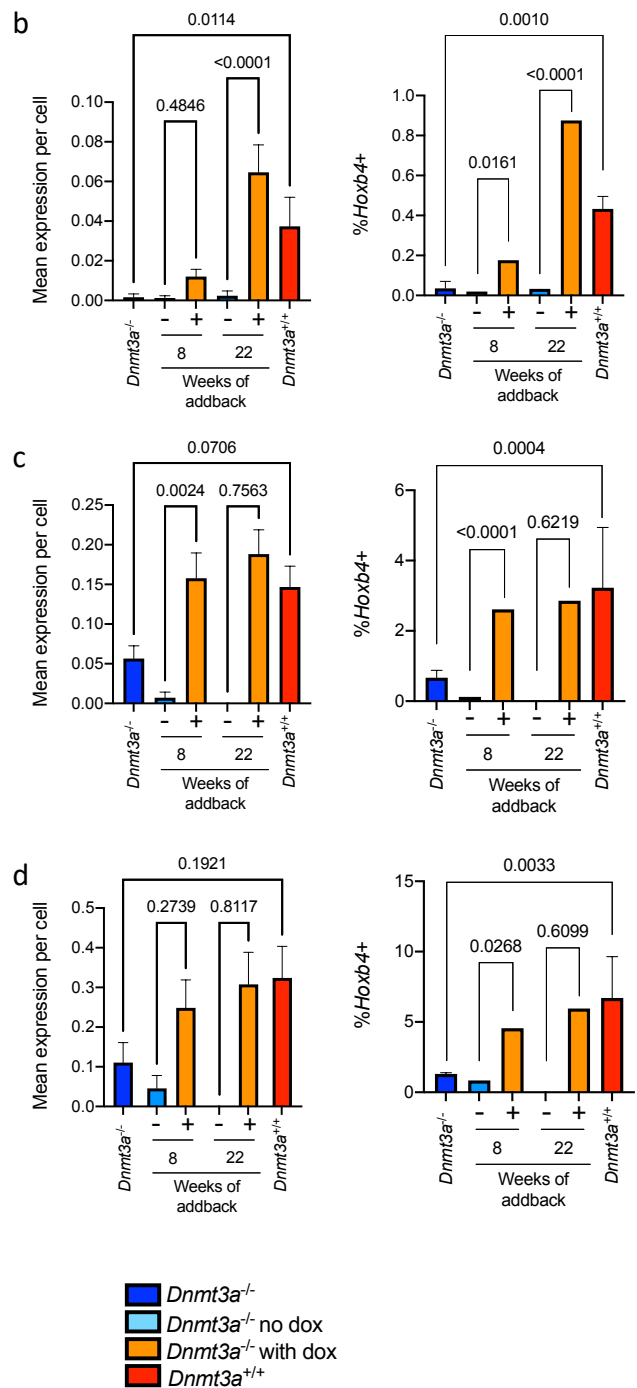 b
0.0114
<0.0001
0.4846
Mean expression per cell
0.10
0.08
0.06
0.04
0.02
0.00
- + - +
Dnmt3a-/-
8 22
Dnmt3a+/+
Weeks of
addback
0.0010
<0.0001
0.0161
%Hoxb4+
1.0
0.8
0.6
0.4
0.2
0.0
- + - +
Dnmt3a-/-
8 22
Dnmt3a+/+
Weeks of
addback
c
0.0706
0.0024 0.7563
Mean expression per cell
0.25
0.20
0.15
0.10
0.05
0.00
- + - +
Dnmt3a-/-
8 22
Dnmt3a+/+
Weeks of
addback
0.0004
<0.0001 0.6219
%Hoxb4+
6
4
2
0
- + - +
Dnmt3a-/-
8 22
Dnmt3a+/+
Weeks of
addback
d
0.1921
0.2739 0.8117
Mean expression per cell
0.5
0.4
0.3
0.2
0.1
0.0
- + - +
Dnmt3a-/-
8 22
Dnmt3a+/+
Weeks of
addback
0.0033
0.6099
0.0268
%Hoxb4+
15
10
5
0
- + - +
Dnmt3a-/-
8 22
Dnmt3a+/+
Weeks of
addback
Dnmt3a-/-
Dnmt3a-/- no dox
Dnmt3a-/- with dox
Dnmt3a+/+